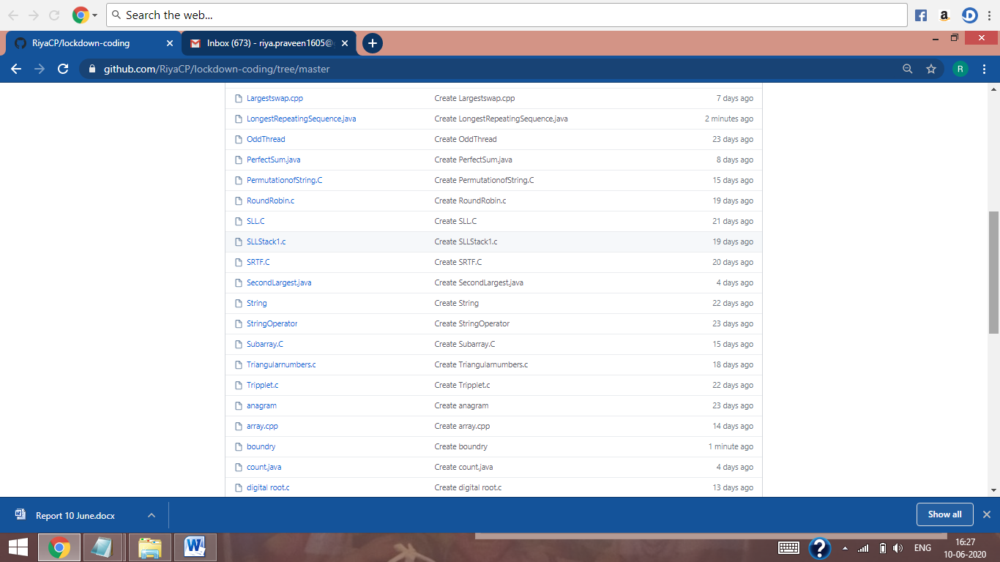 Search the web...
RiyaCP/lockdown-coding
Inbox (673) - riya.praveen1605@
github.com/RiyaCP/lockdown-coding/tree/master
R
Largestswap.cpp Create Largestswap.cpp 7 days ago
LongestRepeatingSequence.java Create LongestRepeatingSequence.java 2 minutes ago
OddThread Create OddThread 23 days ago
PerfectSum.java Create PerfectSum.java 8 days ago
PermutationofString.C Create PermutationofString.C 15 days ago
RoundRobin.c Create RoundRobin.c 19 days ago
SLL.C Create SLL.C 21 days ago
SLLStack1.c Create SLLStack1.c 19 days ago
SRTF.C Create SRTF.C 20 days ago
SecondLargest.java Create SecondLargest.java 4 days ago
String Create String 22 days ago
StringOperator Create StringOperator 23 days ago
Subarray.C Create Subarray.C 15 days ago
Triangularnumbers.c Create Triangularnumbers.c 18 days ago
Tripplet.c Create Tripplet.c 22 days ago
anagram Create anagram 23 days ago
array.cpp Create array.cpp 14 days ago
boundry Create boundry 1 minute ago
count.java Create count.java 4 days ago
digital root.c Create digital root.c 13 days ago
Report 10 June.docx
Show all
ENG
16:27
10-06-2020